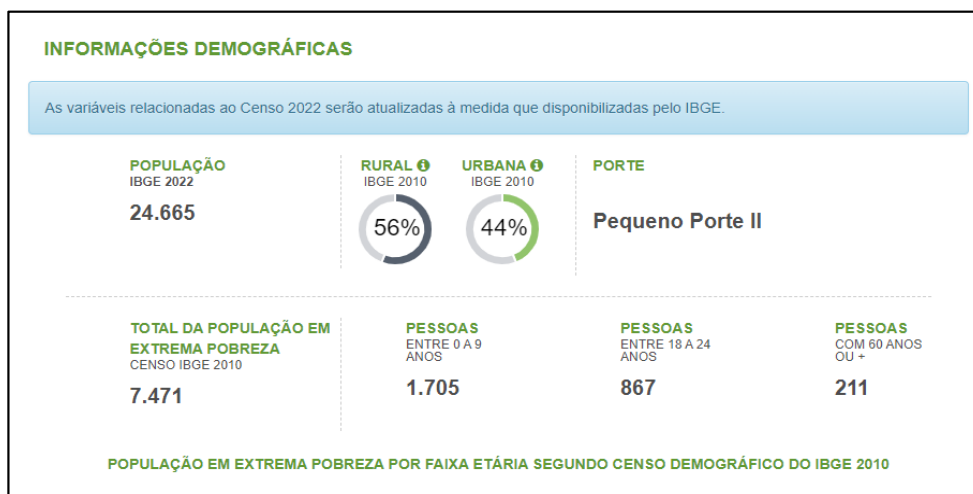 INFORMAÇÕES DEMOGRÁFICAS
As variáveis relacionadas ao Censo 2022 serão atualizadas à medida que disponibilizadas pelo IBGE.
POPULAÇÃO
IBGE 2022
24.665
RURAL
IBGE 2010
56%
URBANA
IBGE 2010
44%
PORTE
Pequeno Porte II
TOTAL DA POPULAÇÃO EM
EXTREMA POBREZA
CENSO IBGE 2010
7.471
PESSOAS
ENTRE 0 A 9
ANOS
1.705
PESSOAS
ENTRE 18 A 24
ANOS
867
PESSOAS
COM 60 ANOS
OU +
211
POPULAÇÃO EM EXTREMA POBREZA POR FAIXA ETÁRIA SEGUNDO CENSO DEMOGRÁFICO DO IBGE 2010